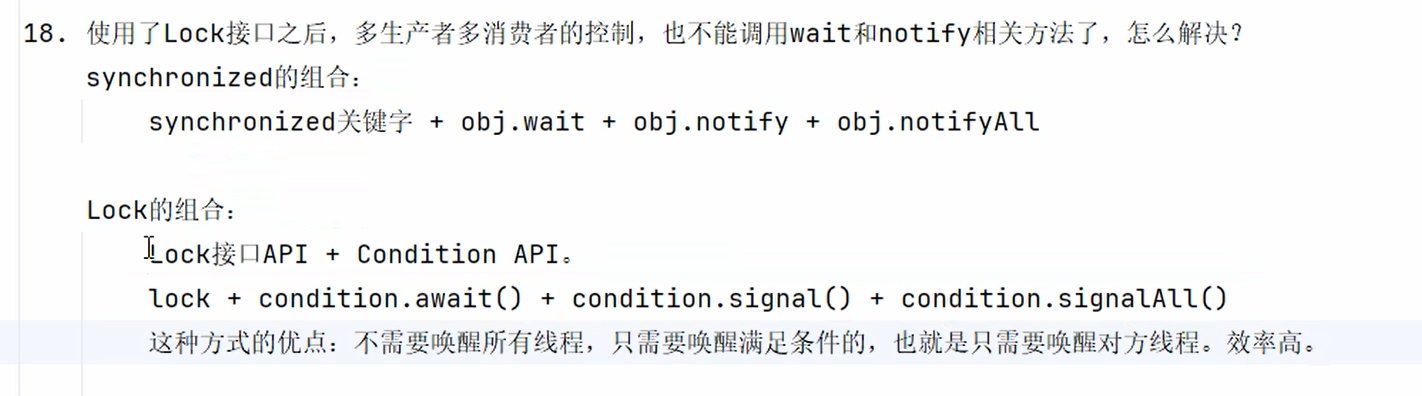 18. 使用了Lock接口之后，多生产者多消费者的控制，也不能调用wait和notify相关方法了，怎么解决？
synchronized的组合：
synchronized关键字 + obj.wait + obj.notify + obj.notifyAll
Lock的组合：
Lock接口API + Condition API。
lock + condition.await() + condition.signal() + condition.signalAll()
这种方式的优点：不需要唤醒所有线程，只需要唤醒满足条件的，也就是只需要唤醒对方线程。效率高。